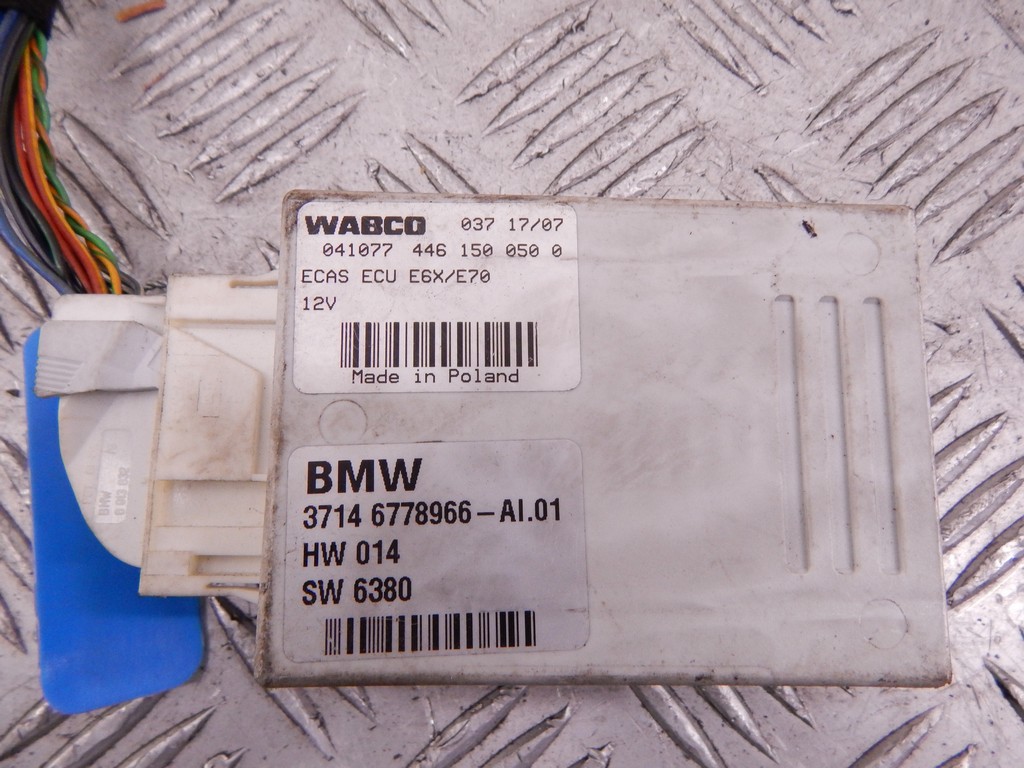 WABCO 037 17/07
041077 446 150 050 0
ECAS ECU E6X/E70
12V
Made in Poland
BMW
3714 6778966-AI.01
HW 014
SW 6380
BMW